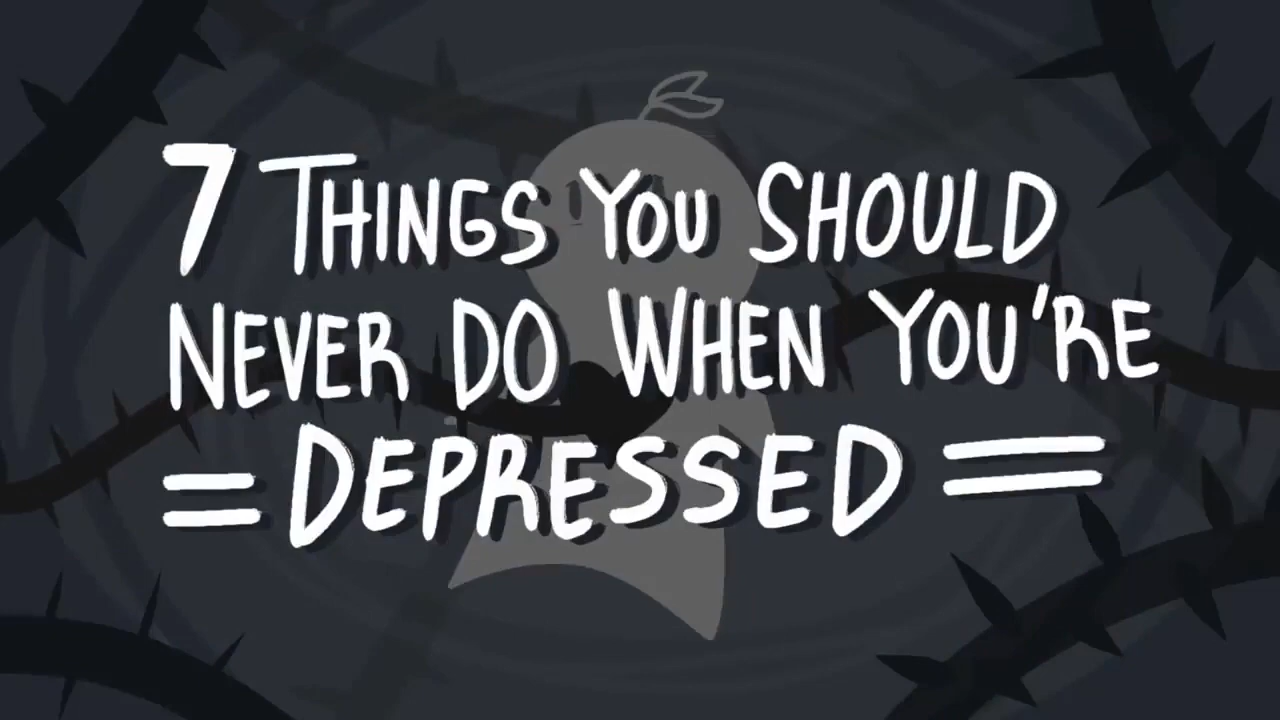 7 THINGS YOU SHOULD
NEVER DO WHEN YOU'RE
= DEPRESSED =